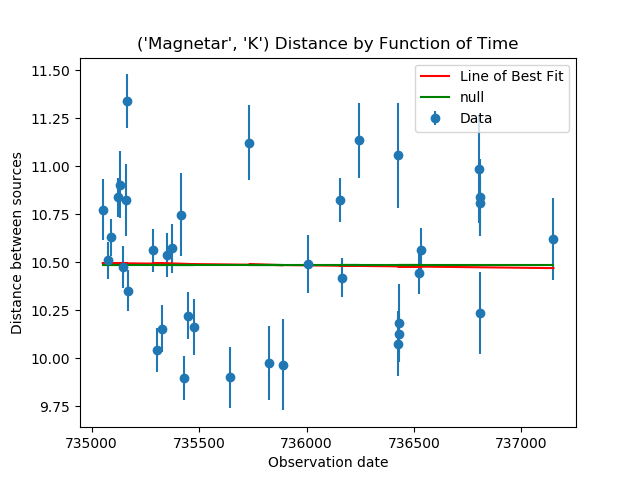 ('Magnetar', 'K') Distance by Function of Time
Line of Best Fit
null
Data
11.50
11.25
11.00
10.75
10.50
10.25
10.00
9.75
Distance between sources
735000
735500
736000
736500
737000
Observation date